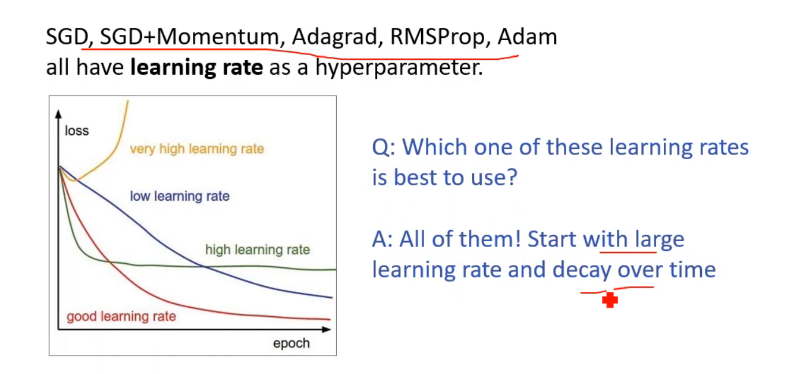 SGD, SGD+Momentum, Adagrad, RMSProp, Adam
all have learning rate as a hyperparameter.
loss
very high learning rate
low learning rate
high learning rate
good learning rate
epoch
Q: Which one of these learning rates
is best to use?
A: All of them! Start with large
learning rate and decay over time